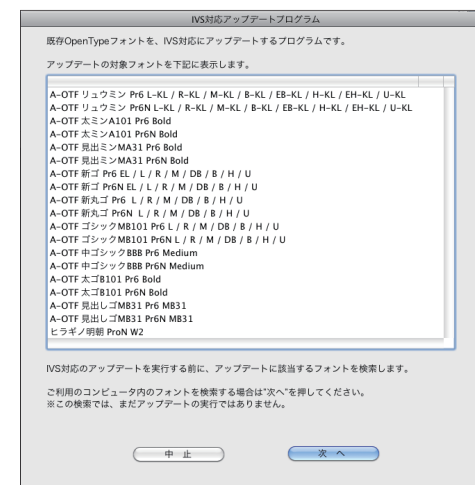 IVS対応アップデートプログラム
既存OpenTypeフォントを、IVS対応にアップデートするプログラムです。
アップデートの対象フォントを下記に表示します。
A-OTF リュウミン Pr6 L-KL / R-KL / M-KL / B-KL / EB-KL / H-KL / EH-KL / U-KL
A-OTF リュウミン Pr6N L-KL / R-KL / M-KL / B-KL / EB-KL / H-KL / EH-KL / U-KL
A-OTF 太ミンA101 Pr6 Bold
A-OTF 太ミンA101 Pr6N Bold
A-OTF 見出ミンMA31 Pr6 Bold
A-OTF 見出ミンMA31 Pr6N Bold
A-OTF 新ゴ Pr6 EL / L / R / M / DB / B / H / U
A-OTF 新ゴ Pr6N EL / L / R / M / DB / B / H / U
A-OTF 新丸ゴ Pr6 L / R / M / DB / B / H / U
A-OTF 新丸ゴ Pr6N L / R / M / DB / B / H / U
A-OTF ゴシックMB101 Pr6 L / R / M / DB / B / H / U
A-OTF ゴシックMB101 Pr6N L / R / M / DB / B / H / U
A-OTF 中ゴシックBBB Pr6 Medium
A-OTF 中ゴシックBBB Pr6N Medium
A-OTF 太ゴB101 Pr6 Bold
A-OTF 太ゴB101 Pr6N Bold
A-OTF 見出しゴMB31 Pr6 MB31
A-OTF 見出しゴMB31 Pr6N MB31
ヒラギノ明朝 ProN W2
IVS対応のアップデートを実行する前に、アップデートに該当するフォントを検索します。
ご利用のコンピュータ内のフォントを検索する場合は"次へ"を押してください。
※この検索では、まだアップデートの実行ではありません。
中 止
次 へ